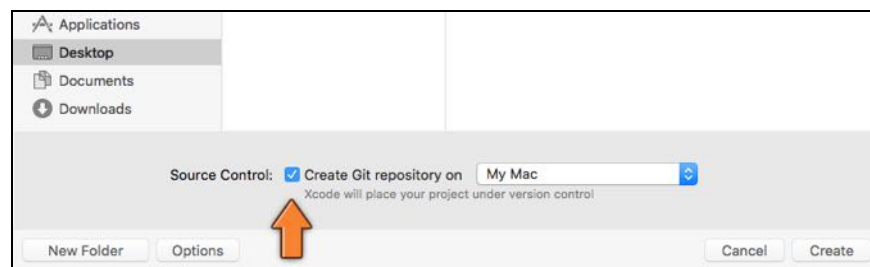 Applications
Desktop
Documents
Downloads
Source Control: Create Git repository on My Mac
Xcode will place your project under version control
New Folder Options Cancel Create